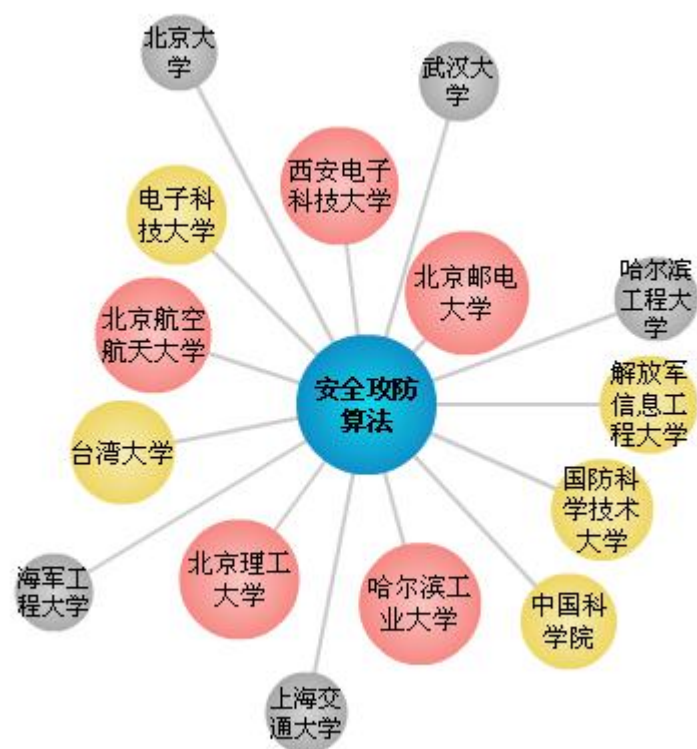 北京大
学
武汉大
学
西安电子
科技大学
电子科
技大学
北京邮电
大学
哈尔滨
工程大
学
北京航空
航天大学
安全攻防
算法
解放军
信息工
程大学
台湾大学
国防科
学技术
大学
海军工
程大学
北京理工
大学
哈尔滨工
业大学
中国科
学院
上海交
通大学